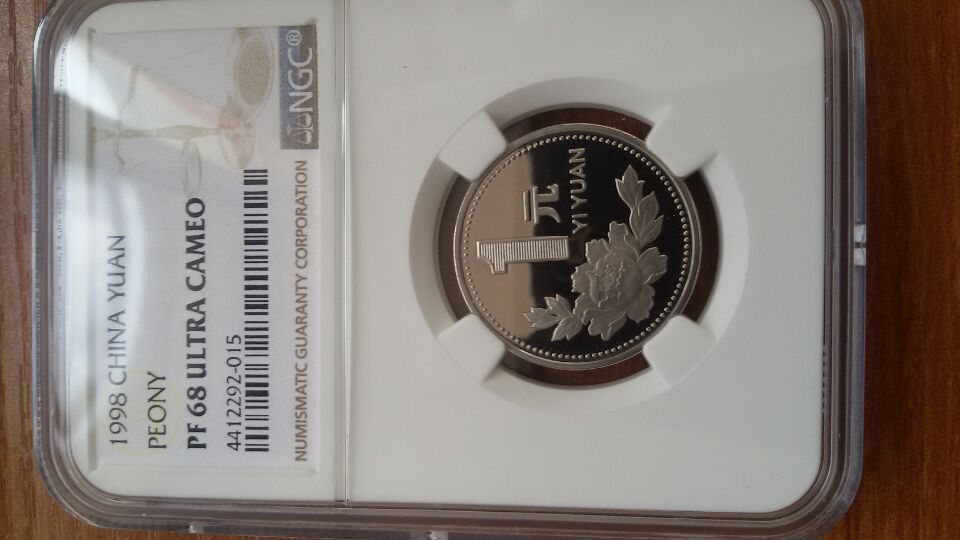 1998 CHINA YUAN
PEONY
PF 68 ULTRA CAMEO
4412292-015
NUMISMATIC GUARANTY CORPORATION
NGC®
1元
YI YUAN